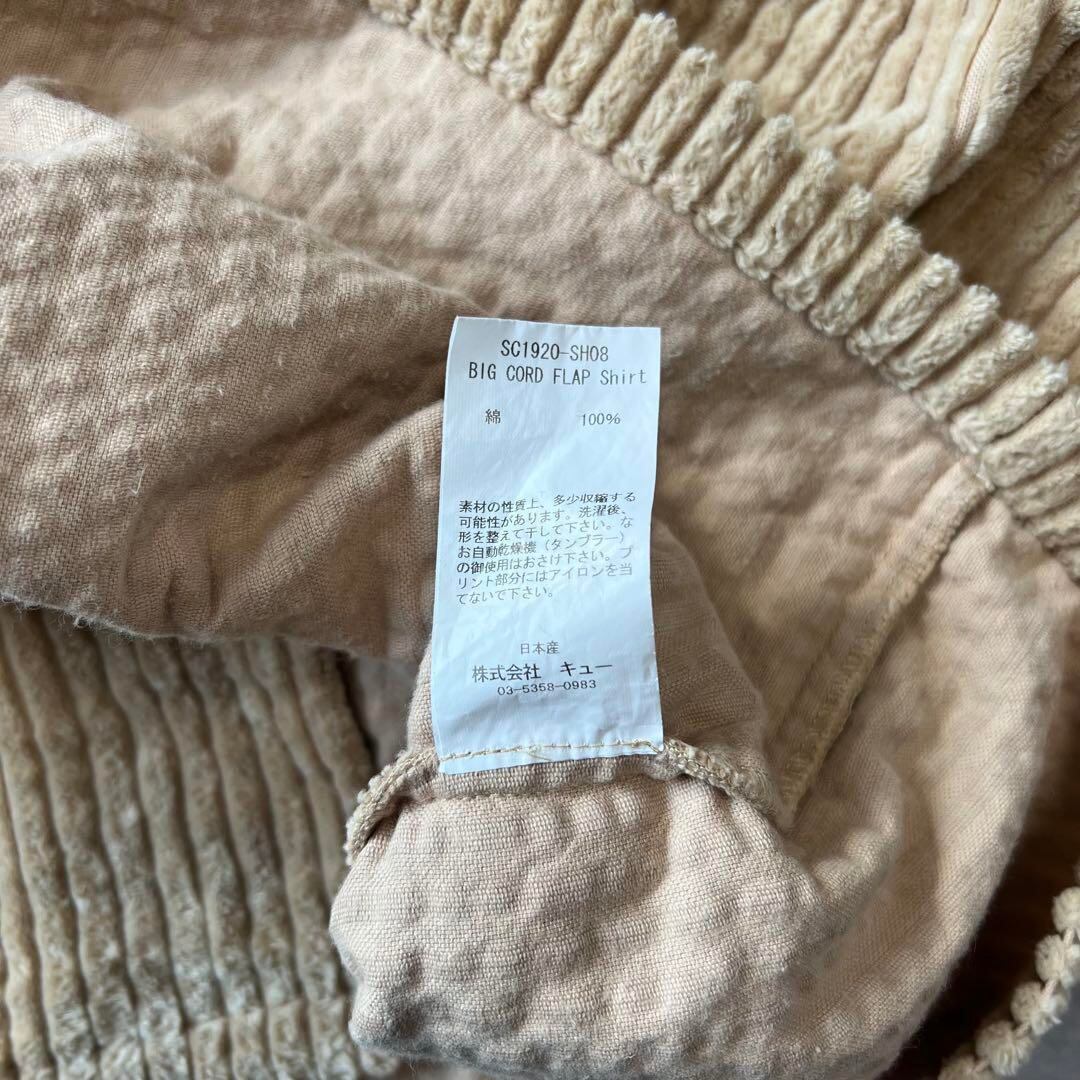 SC1920-SH08
BIG CORD FLAP Shirt
綿 100%
素材の性質上、多少収縮する
可能性があります。洗濯後、
形を整えて干して下さい。な
お自動乾燥機（タンブラー）
の御使用はおさけ下さい。プ
リント部分にはアイロンを当
てないで下さい。
日本産
株式会社 キュー
03-5358-0983